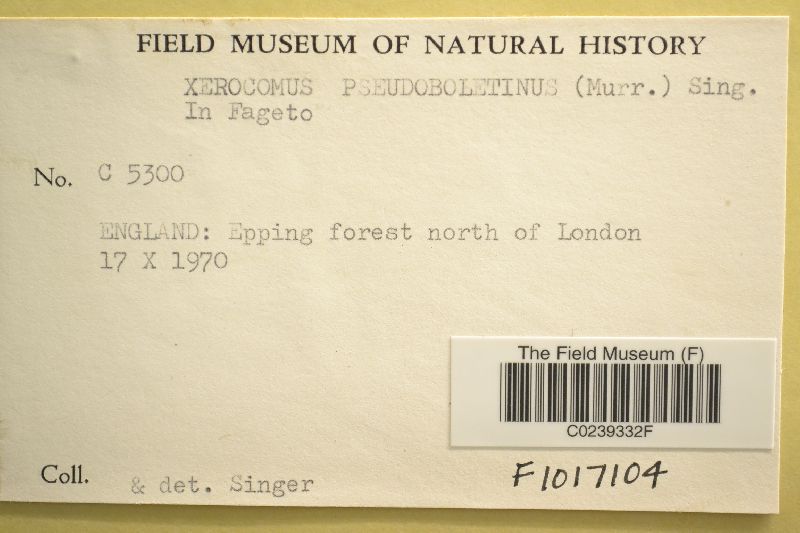 FIELD MUSEUM OF NATURAL HISTORY
XEROCOMUS PSEUDOBOLETINUS (Murr.) Sing.
In Fageto
No. C 5300
ENGLAND: Epping forest north of London
17 X 1970
The Field Museum (F)
C0239332F
Coll. & det. Singer
F1017104